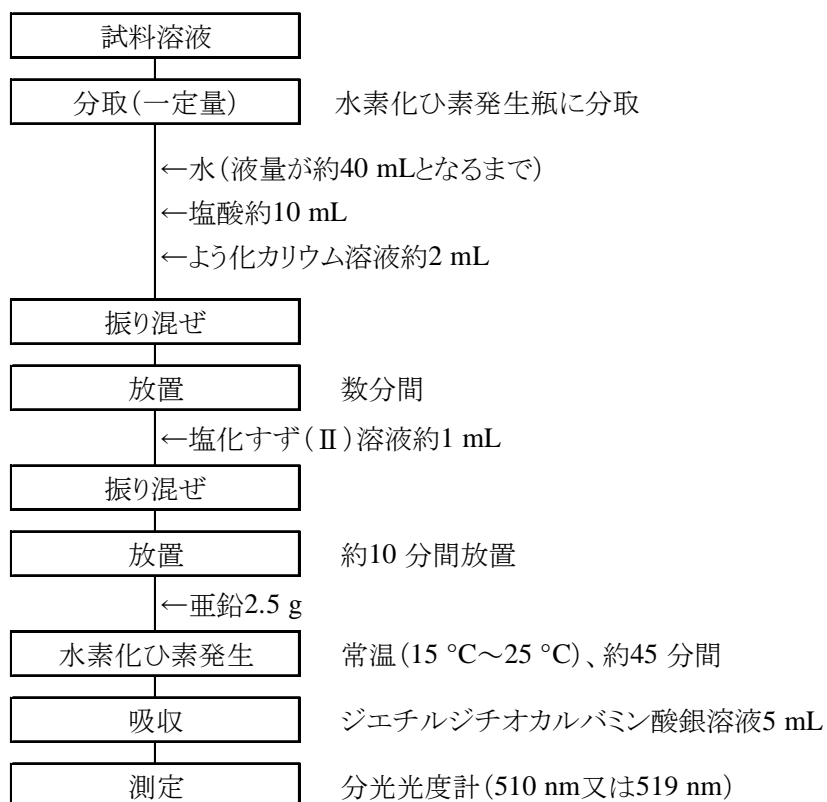 試料溶液
分取(一定量) 水素化ひ素発生瓶に分取
←水(液量が約40 mLとなるまで)
←塩酸約10 mL
←よう化カリウム溶液約2 mL
振り混ぜ
放置 数分間
←塩化すず(Ⅱ)溶液約1 mL
振り混ぜ
放置 約10 分間放置
←亜鉛2.5 g
水素化ひ素発生 常温(15 °C~25 °C)、約45 分間
吸収 ジエチルジチオカルバミン酸銀溶液5 mL
測定 分光光度計(510 nm又は519 nm)